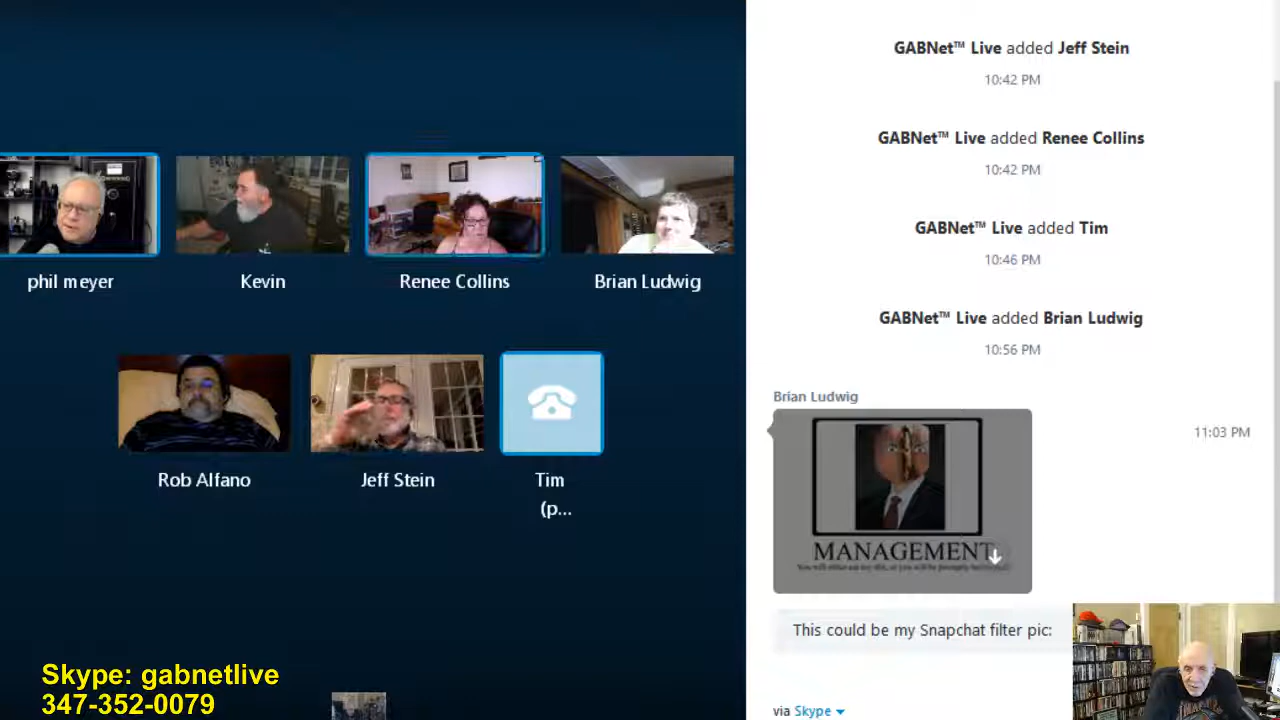 GABNet™ Live added Jeff Stein
10:42 PM
GABNet™ Live added Renee Collins
10:42 PM
GABNet™ Live added Tim
10:46 PM
GABNet™ Live added Brian Ludwig
10:56 PM
Brian Ludwig
11:03 PM
MANAGEMENT
This could be my Snapchat filter pic:
via Skype
phil meyer
Kevin
Renee Collins
Brian Ludwig
Rob Alfano
Jeff Stein
Tim
(p...
Skype: gabnetlive
347-352-0079